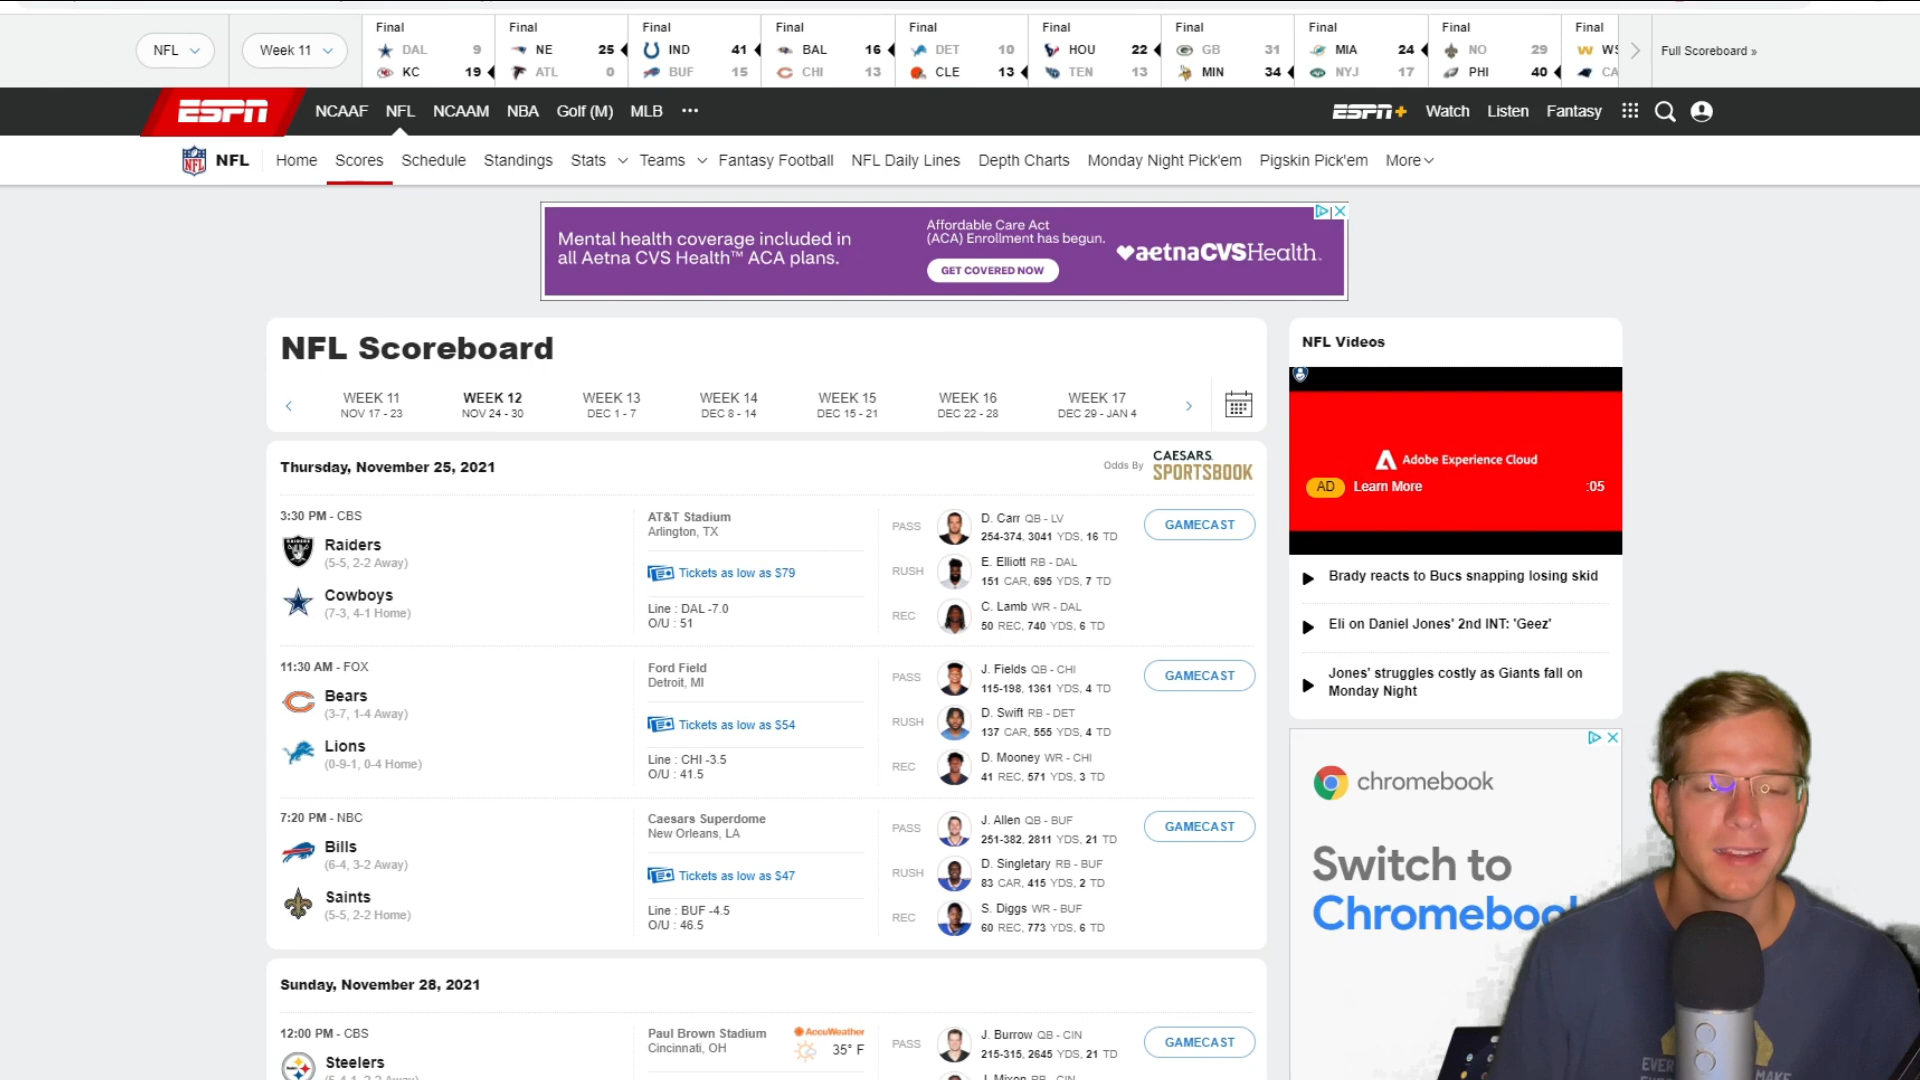 NFL
Week 11
Final
DAL 9
KC 19
Final
NE 25
ATL 0
Final
IND 41
BUF 15
Final
BAL 16
CHI 13
Final
DET 10
CLE 13
Final
HOU 22
TEN 13
Final
GB 31
MIN 34
Final
MIA 24
NYJ 17
Final
NO 29
PHI 40
Final
Full Scoreboard »
ESPN
NCAAF NFL NCAAM NBA Golf (M) MLB •••
ESPN+ Watch Listen Fantasy
NFL Home Scores Schedule Standings Stats Teams Fantasy Football NFL Daily Lines Depth Charts Monday Night Pick'em Pigskin Pick'em More
Mental health coverage included in
all Aetna CVS Health™ ACA plans.
Affordable Care Act
(ACA) Enrollment has begun.
GET COVERED NOW
aetnaCVSHealth.
NFL Scoreboard
WEEK 11
NOV 17 - 23
WEEK 12
NOV 24 - 30
WEEK 13
DEC 1 - 7
WEEK 14
DEC 8 - 14
WEEK 15
DEC 15 - 21
WEEK 16
DEC 22 - 28
WEEK 17
DEC 29 - JAN 4
Thursday, November 25, 2021
Odds By
CAESARS
SPORTSBOOK
3:30 PM - CBS
Raiders
(5-5, 2-2 Away)
Cowboys
(7-3, 4-1 Home)
AT&T Stadium
Arlington, TX
Tickets as low as $79
Line : DAL -7.0
O/U : 51
PASS
D. Carr QB - LV
254-374, 3041 YDS, 16 TD
RUSH
E. Elliott RB - DAL
151 CAR, 695 YDS, 7 TD
REC
C. Lamb WR - DAL
50 REC, 740 YDS, 6 TD
GAMECAST
11:30 AM - FOX
Bears
(3-7, 1-4 Away)
Lions
(0-9-1, 0-4 Home)
Ford Field
Detroit, MI
Tickets as low as $54
Line : CHI -3.5
O/U : 41.5
PASS
J. Fields QB - CHI
115-198, 1361 YDS, 4 TD
RUSH
D. Swift RB - DET
137 CAR, 555 YDS, 4 TD
REC
D. Mooney WR - CHI
41 REC, 571 YDS, 3 TD
GAMECAST
7:20 PM - NBC
Bills
(6-4, 3-2 Away)
Saints
(5-5, 2-2 Home)
Caesars Superdome
New Orleans, LA
Tickets as low as $47
Line : BUF -4.5
O/U : 46.5
PASS
J. Allen QB - BUF
251-382, 2811 YDS, 21 TD
RUSH
D. Singletary RB - BUF
83 CAR, 415 YDS, 2 TD
REC
S. Diggs WR - BUF
60 REC, 773 YDS, 6 TD
GAMECAST
Sunday, November 28, 2021
12:00 PM - CBS
Steelers
Paul Brown Stadium
Cincinnati, OH
AccuWeather
35° F
PASS
J. Burrow QB - CIN
215-315, 2645 YDS, 21 TD
J. Mixon RB - CIN
GAMECAST
NFL Videos
Adobe Experience Cloud
AD Learn More :05
Brady reacts to Bucs snapping losing skid
Eli on Daniel Jones' 2nd INT: 'Geez'
Jones' struggles costly as Giants fall on
Monday Night
chromebook
Switch to
Chromeboo
EVER
MAKE